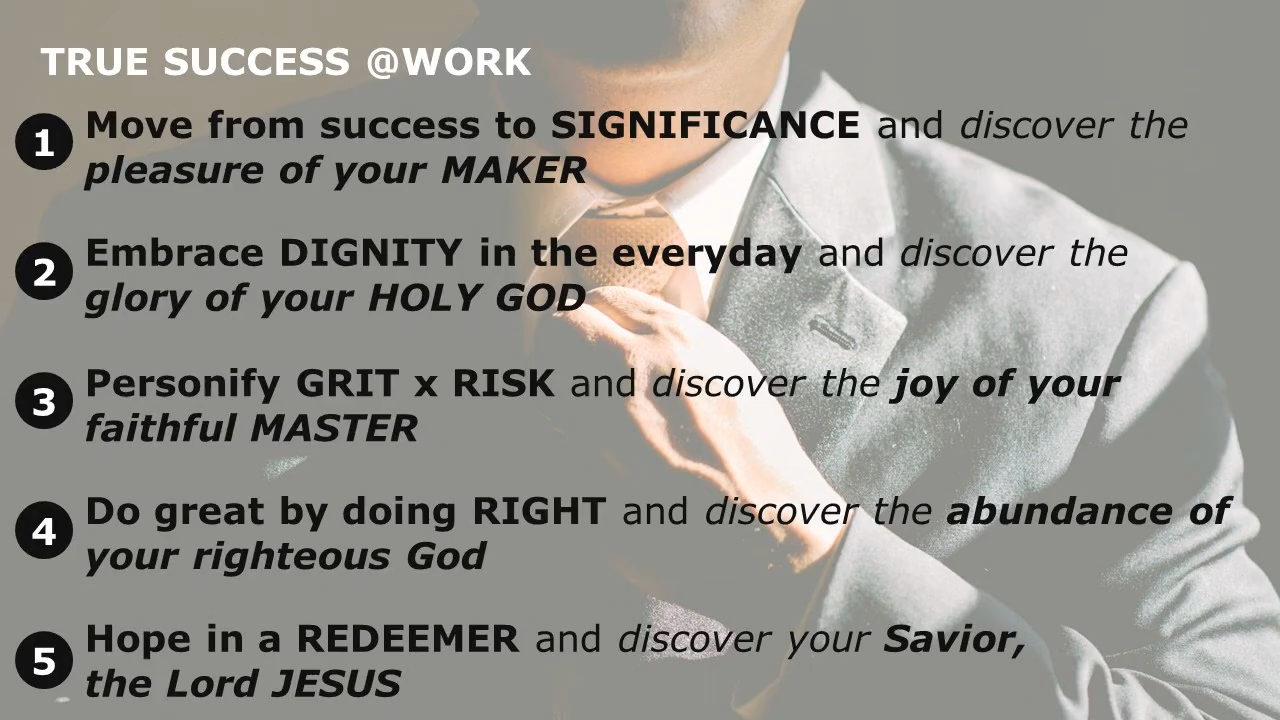 TRUE SUCCESS @WORK
1 Move from success to SIGNIFICANCE and discover the
pleasure of your MAKER
2 Embrace DIGNITY in the everyday and discover the
glory of your HOLY GOD
3 Personify GRIT x RISK and discover the joy of your
faithful MASTER
4 Do great by doing RIGHT and discover the abundance of
your righteous God
5 Hope in a REDEEMER and discover your Savior,
the Lord JESUS